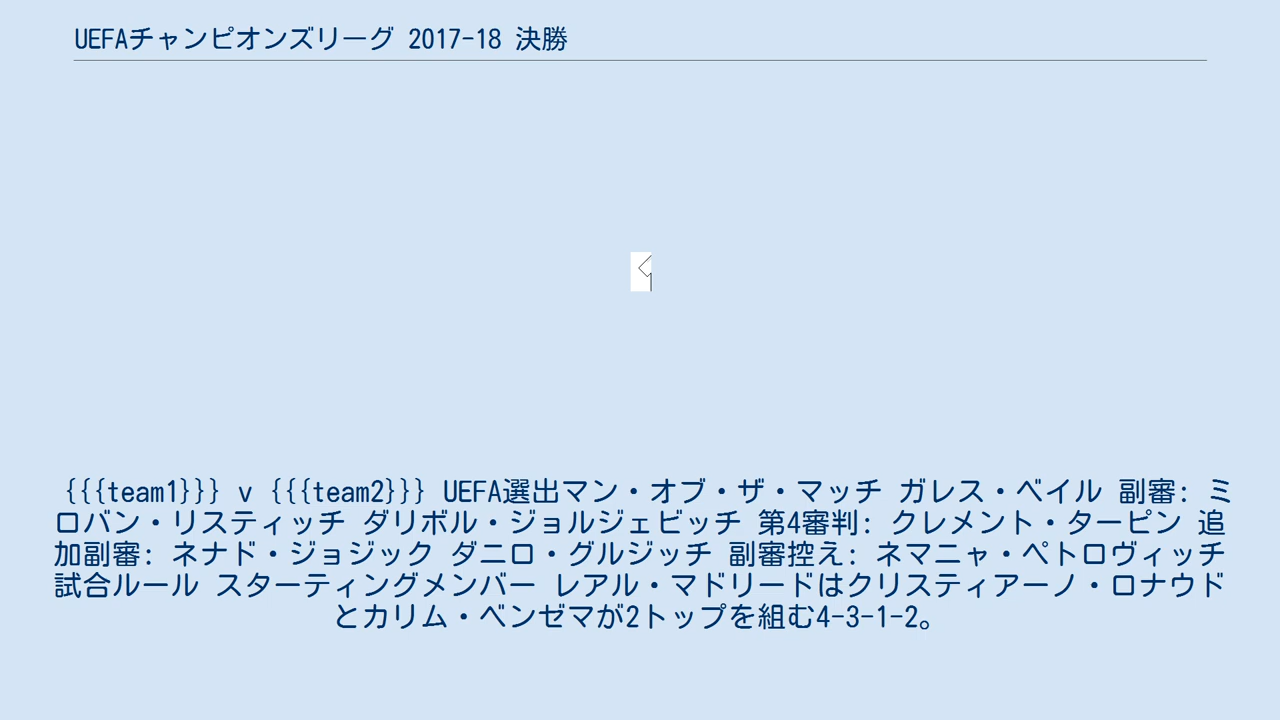 UEFAチャンピオンズリーグ 2017-18 決勝
{{{team1}}} v {{{team2}}} UEFA選出マン・オブ・ザ・マッチ ガレス・ベイル 副審: ミ
ロバン・リスティッチ ダリボル・ジョルジェビッチ 第4審判: クレメント・ターピン 追
加副審: ネナド・ジョジック ダニロ・グルジッチ 副審控え: ネマニャ・ペトロヴィッチ
試合ルール スターティングメンバー レアル・マドリードはクリスティアーノ・ロナウド
とカリム・ベンゼマが2トップを組む4-3-1-2。